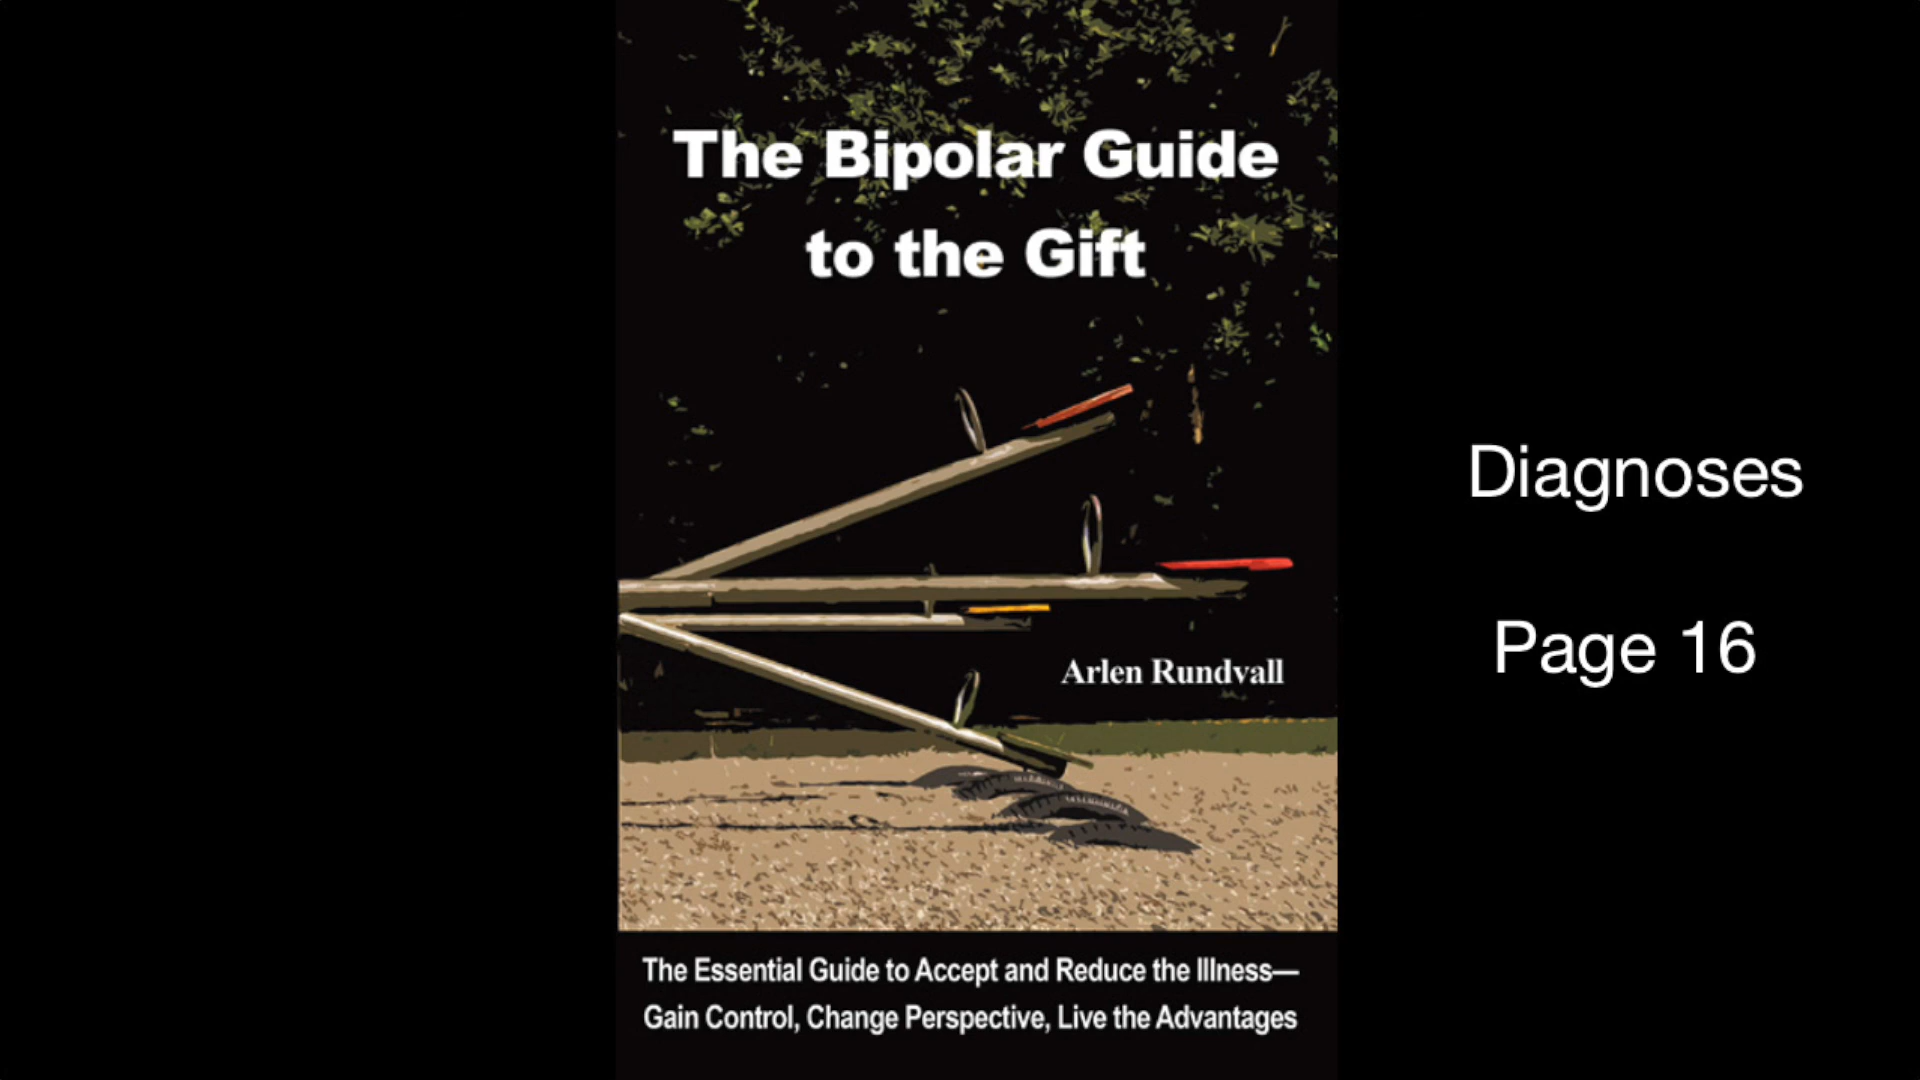 The Bipolar Guide
to the Gift
Arlen Rundvall
The Essential Guide to Accept and Reduce the Illness—
Gain Control, Change Perspective, Live the Advantages
Diagnoses
Page 16